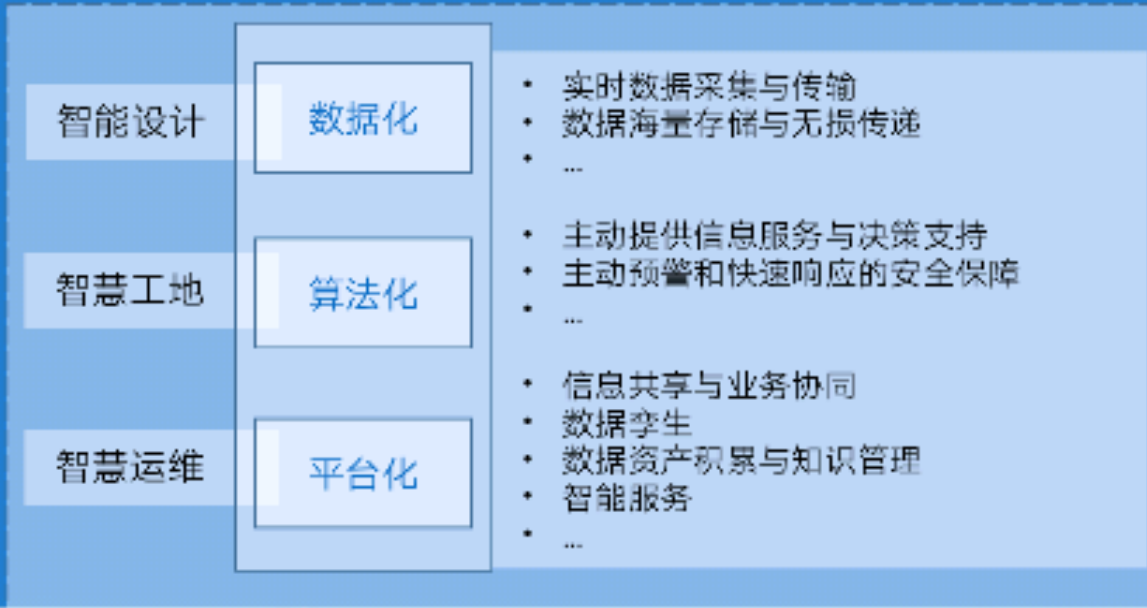 智能设计
数据化
• 实时数据采集与传输
• 数据海量存储与无损传递
• ...
智慧工地
算法化
• 主动提供信息服务与决策支持
• 主动预警和快速响应的安全保障
• ...
智慧运维
平台化
• 信息共享与业务协同
• 数据孪生
• 数据资产积累与知识管理
• 智能服务
• ...